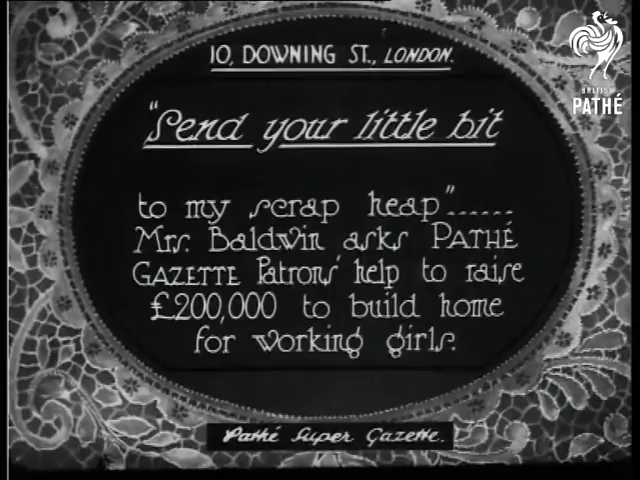 10, DOWNING ST., LONDON.
BRITISH
PATHÉ
"Send your little bit
to my scrap heap"......
Mrs. Baldwin asks PATHÉ
GAZETTE Patrons' help to raise
£200,000 to build home
for working girls.
Pathé Super Gazette.